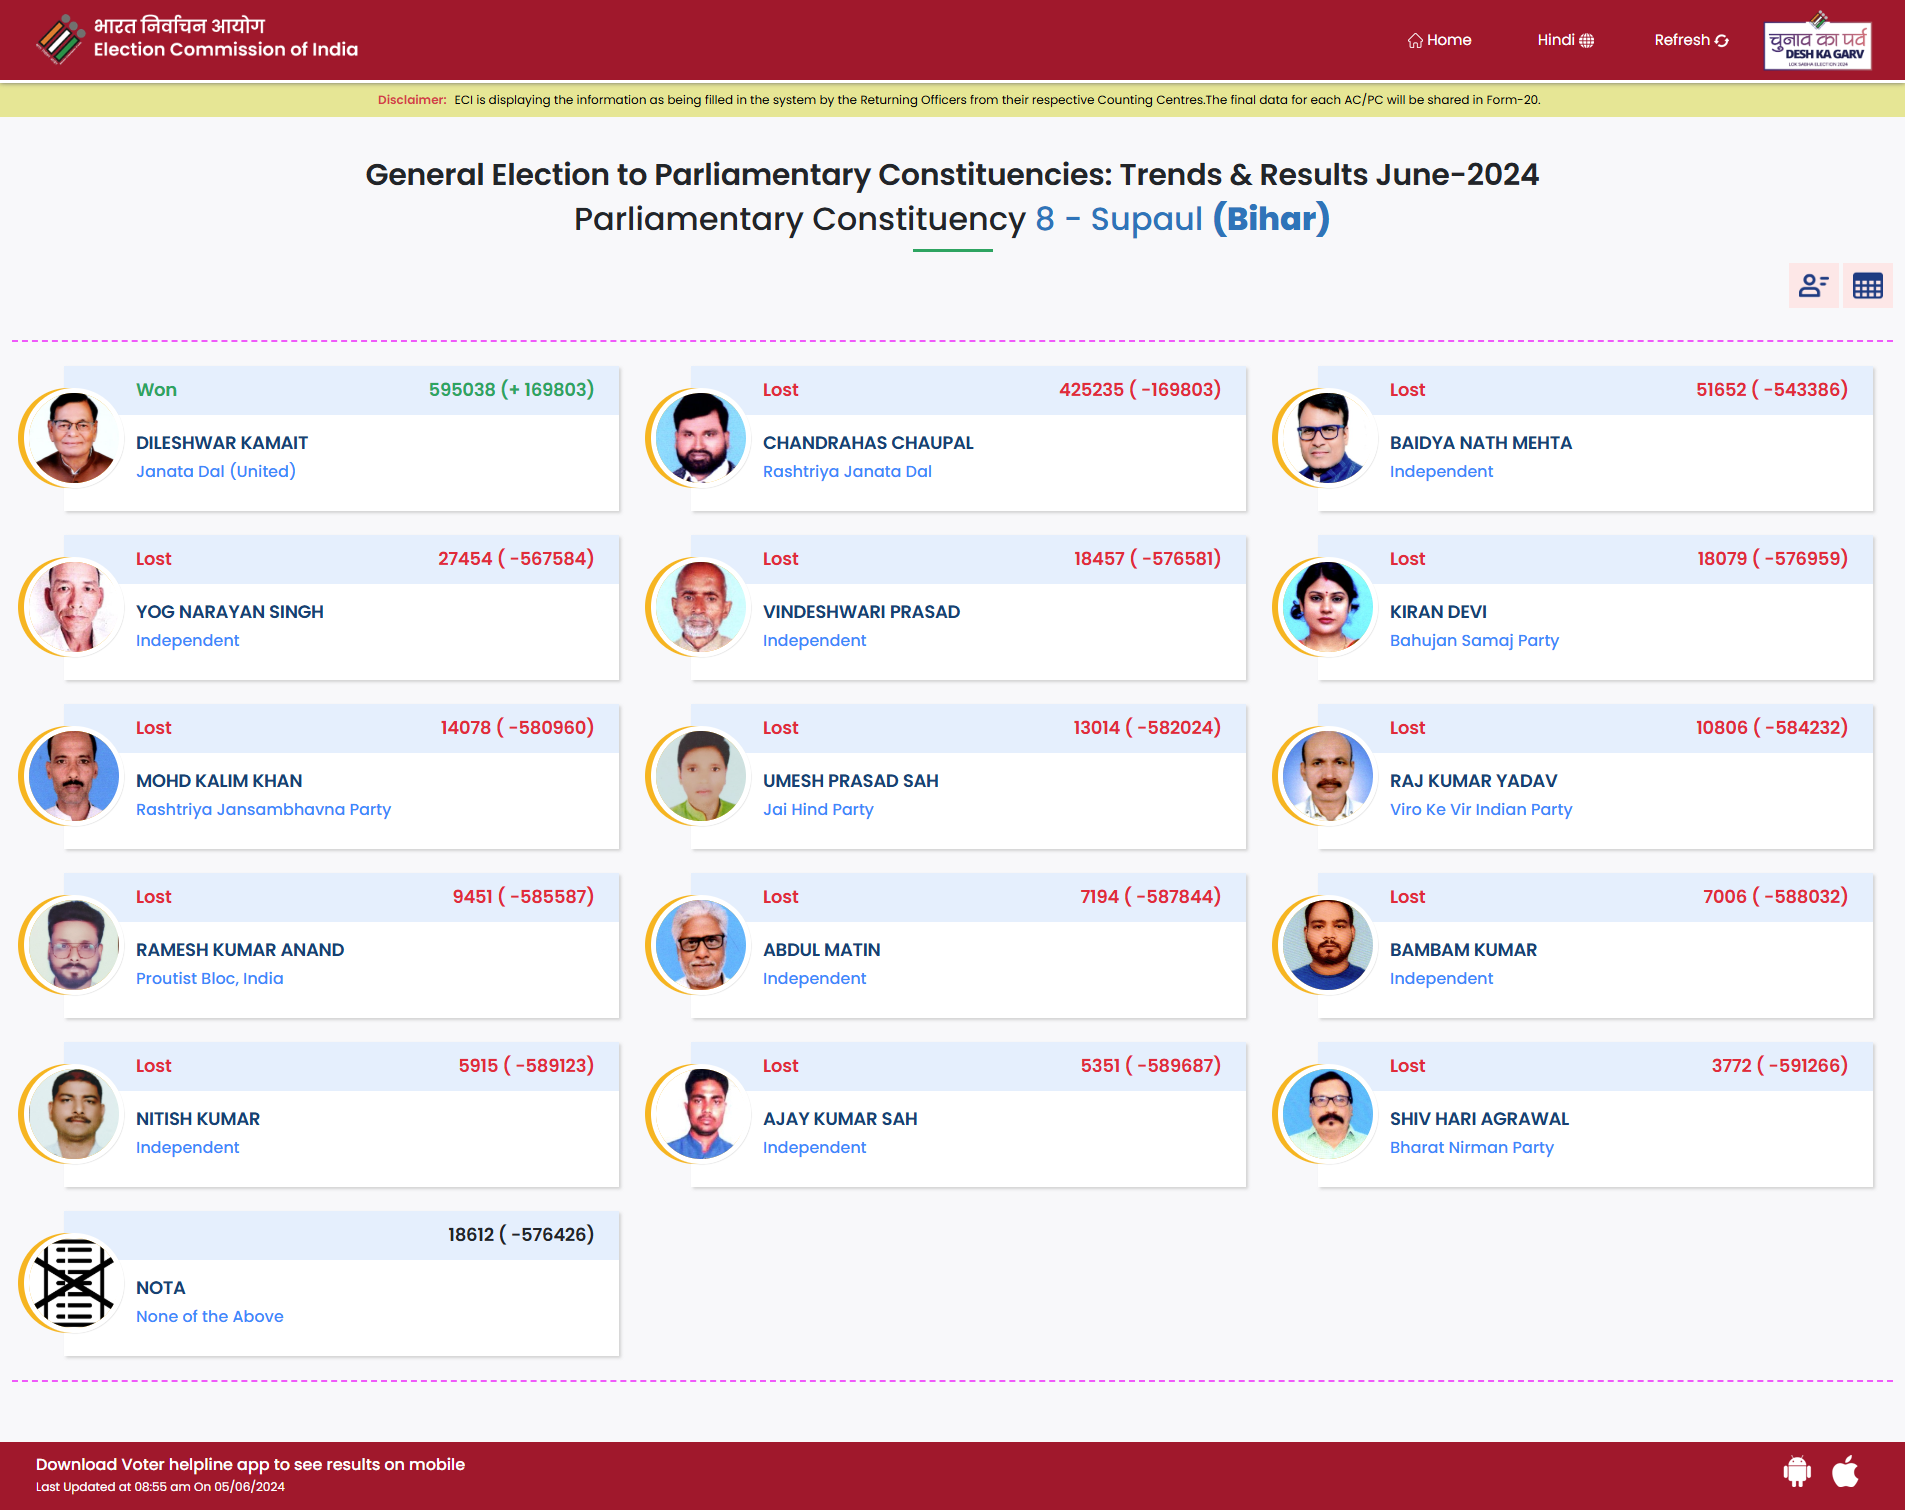 भारत निर्वाचन आयोग
Election Commission of India
Home
Hindi
Refresh
चुनाव का पर्व
DESH KA GARV
LOK SABHA ELECTION 2024
Disclaimer: ECI is displaying the information as being filled in the system by the Returning Officers from their respective Counting Centres.The final data for each AC/PC will be shared in Form-20.
General Election to Parliamentary Constituencies: Trends & Results June-2024
Parliamentary Constituency 8 - Supaul (Bihar)
Won 595038 (+ 169803)
DILESHWAR KAMAIT
Janata Dal (United)
Lost 425235 ( -169803)
CHANDRAHAS CHAUPAL
Rashtriya Janata Dal
Lost 51652 ( -543386)
BAIDYA NATH MEHTA
Independent
Lost 27454 ( -567584)
YOG NARAYAN SINGH
Independent
Lost 18457 ( -576581)
VINDESHWARI PRASAD
Independent
Lost 18079 ( -576959)
KIRAN DEVI
Bahujan Samaj Party
Lost 14078 ( -580960)
MOHD KALIM KHAN
Rashtriya Jansambhavna Party
Lost 13014 ( -582024)
UMESH PRASAD SAH
Jai Hind Party
Lost 10806 ( -584232)
RAJ KUMAR YADAV
Viro Ke Vir Indian Party
Lost 9451 ( -585587)
RAMESH KUMAR ANAND
Proutist Bloc, India
Lost 7194 ( -587844)
ABDUL MATIN
Independent
Lost 7006 ( -588032)
BAMBAM KUMAR
Independent
Lost 5915 ( -589123)
NITISH KUMAR
Independent
Lost 5351 ( -589687)
AJAY KUMAR SAH
Independent
Lost 3772 ( -591266)
SHIV HARI AGRAWAL
Bharat Nirman Party
18612 ( -576426)
NOTA
None of the Above
Download Voter helpline app to see results on mobile
Last Updated at 08:55 am On 05/06/2024